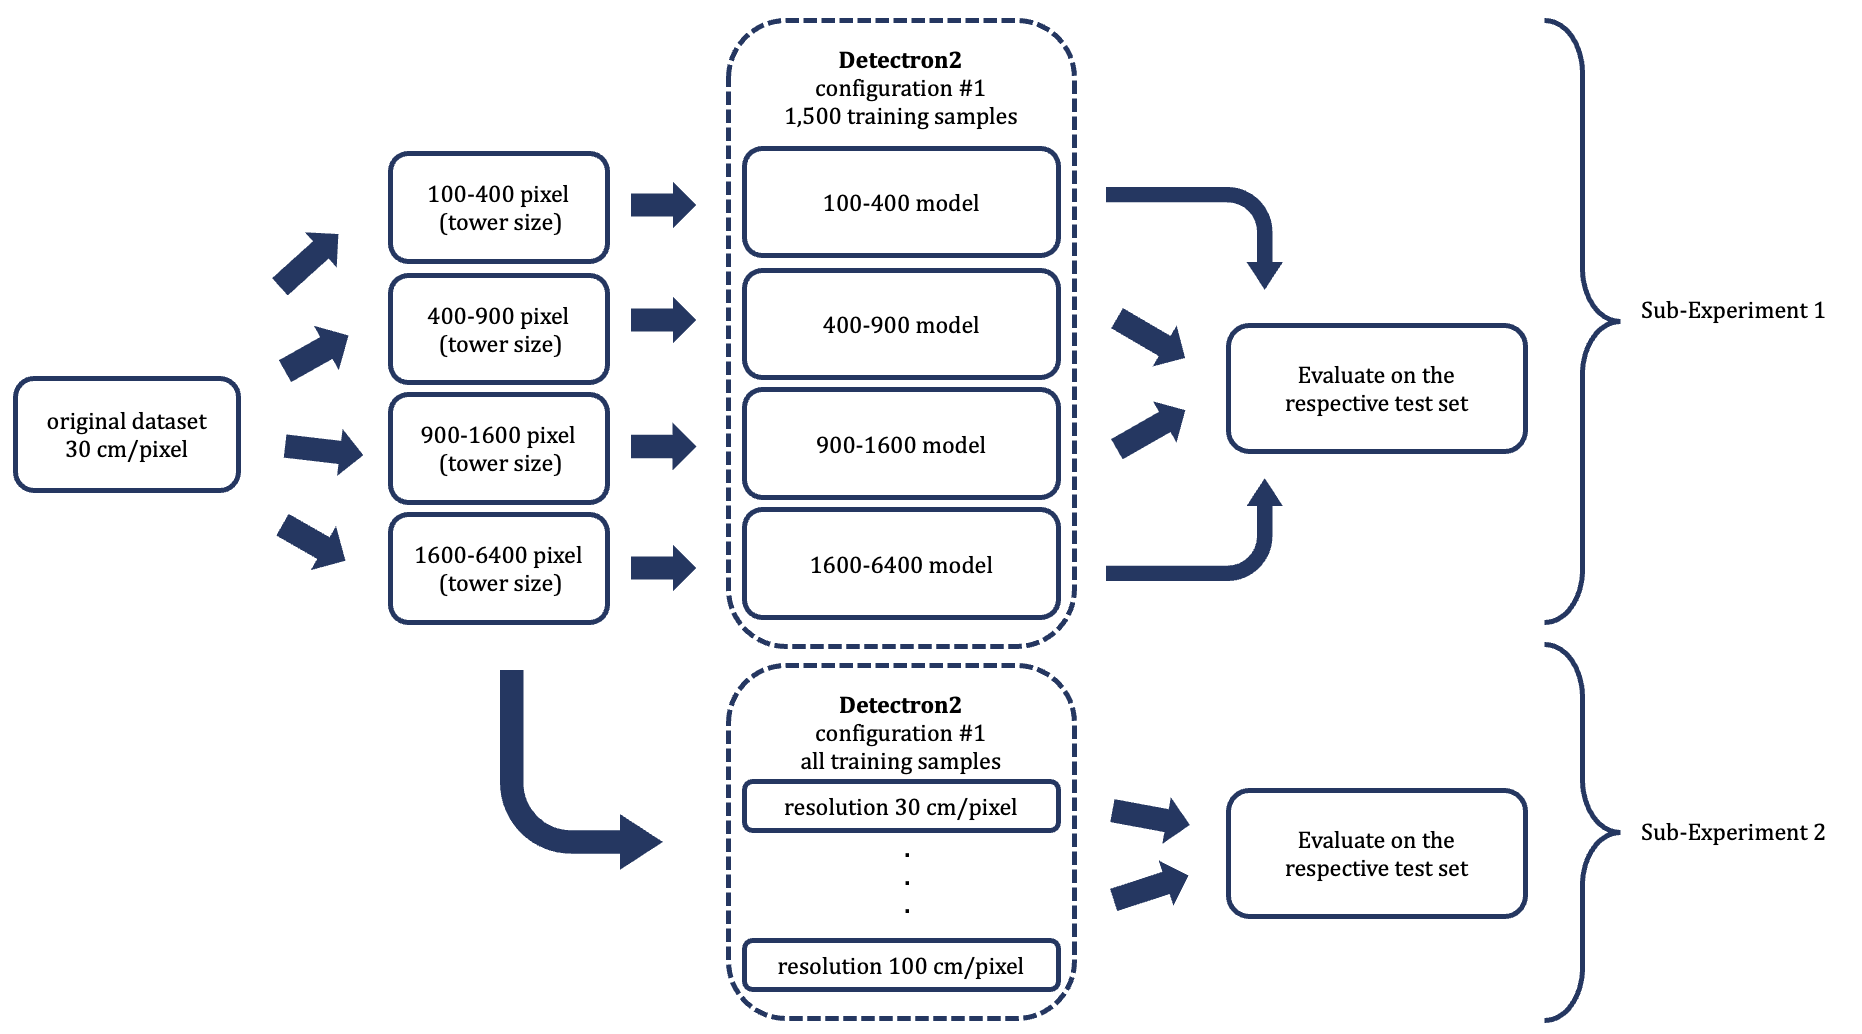 original dataset
30 cm/pixel
100-400 pixel
(tower size)
400-900 pixel
(tower size)
900-1600 pixel
(tower size)
1600-6400 pixel
(tower size)
Detectron2
configuration #1
1,500 training samples
100-400 model
400-900 model
900-1600 model
1600-6400 model
Evaluate on the
respective test set
Sub-Experiment 1
Detectron2
configuration #1
all training samples
resolution 30 cm/pixel
.
.
.
resolution 100 cm/pixel
Evaluate on the
respective test set
Sub-Experiment 2